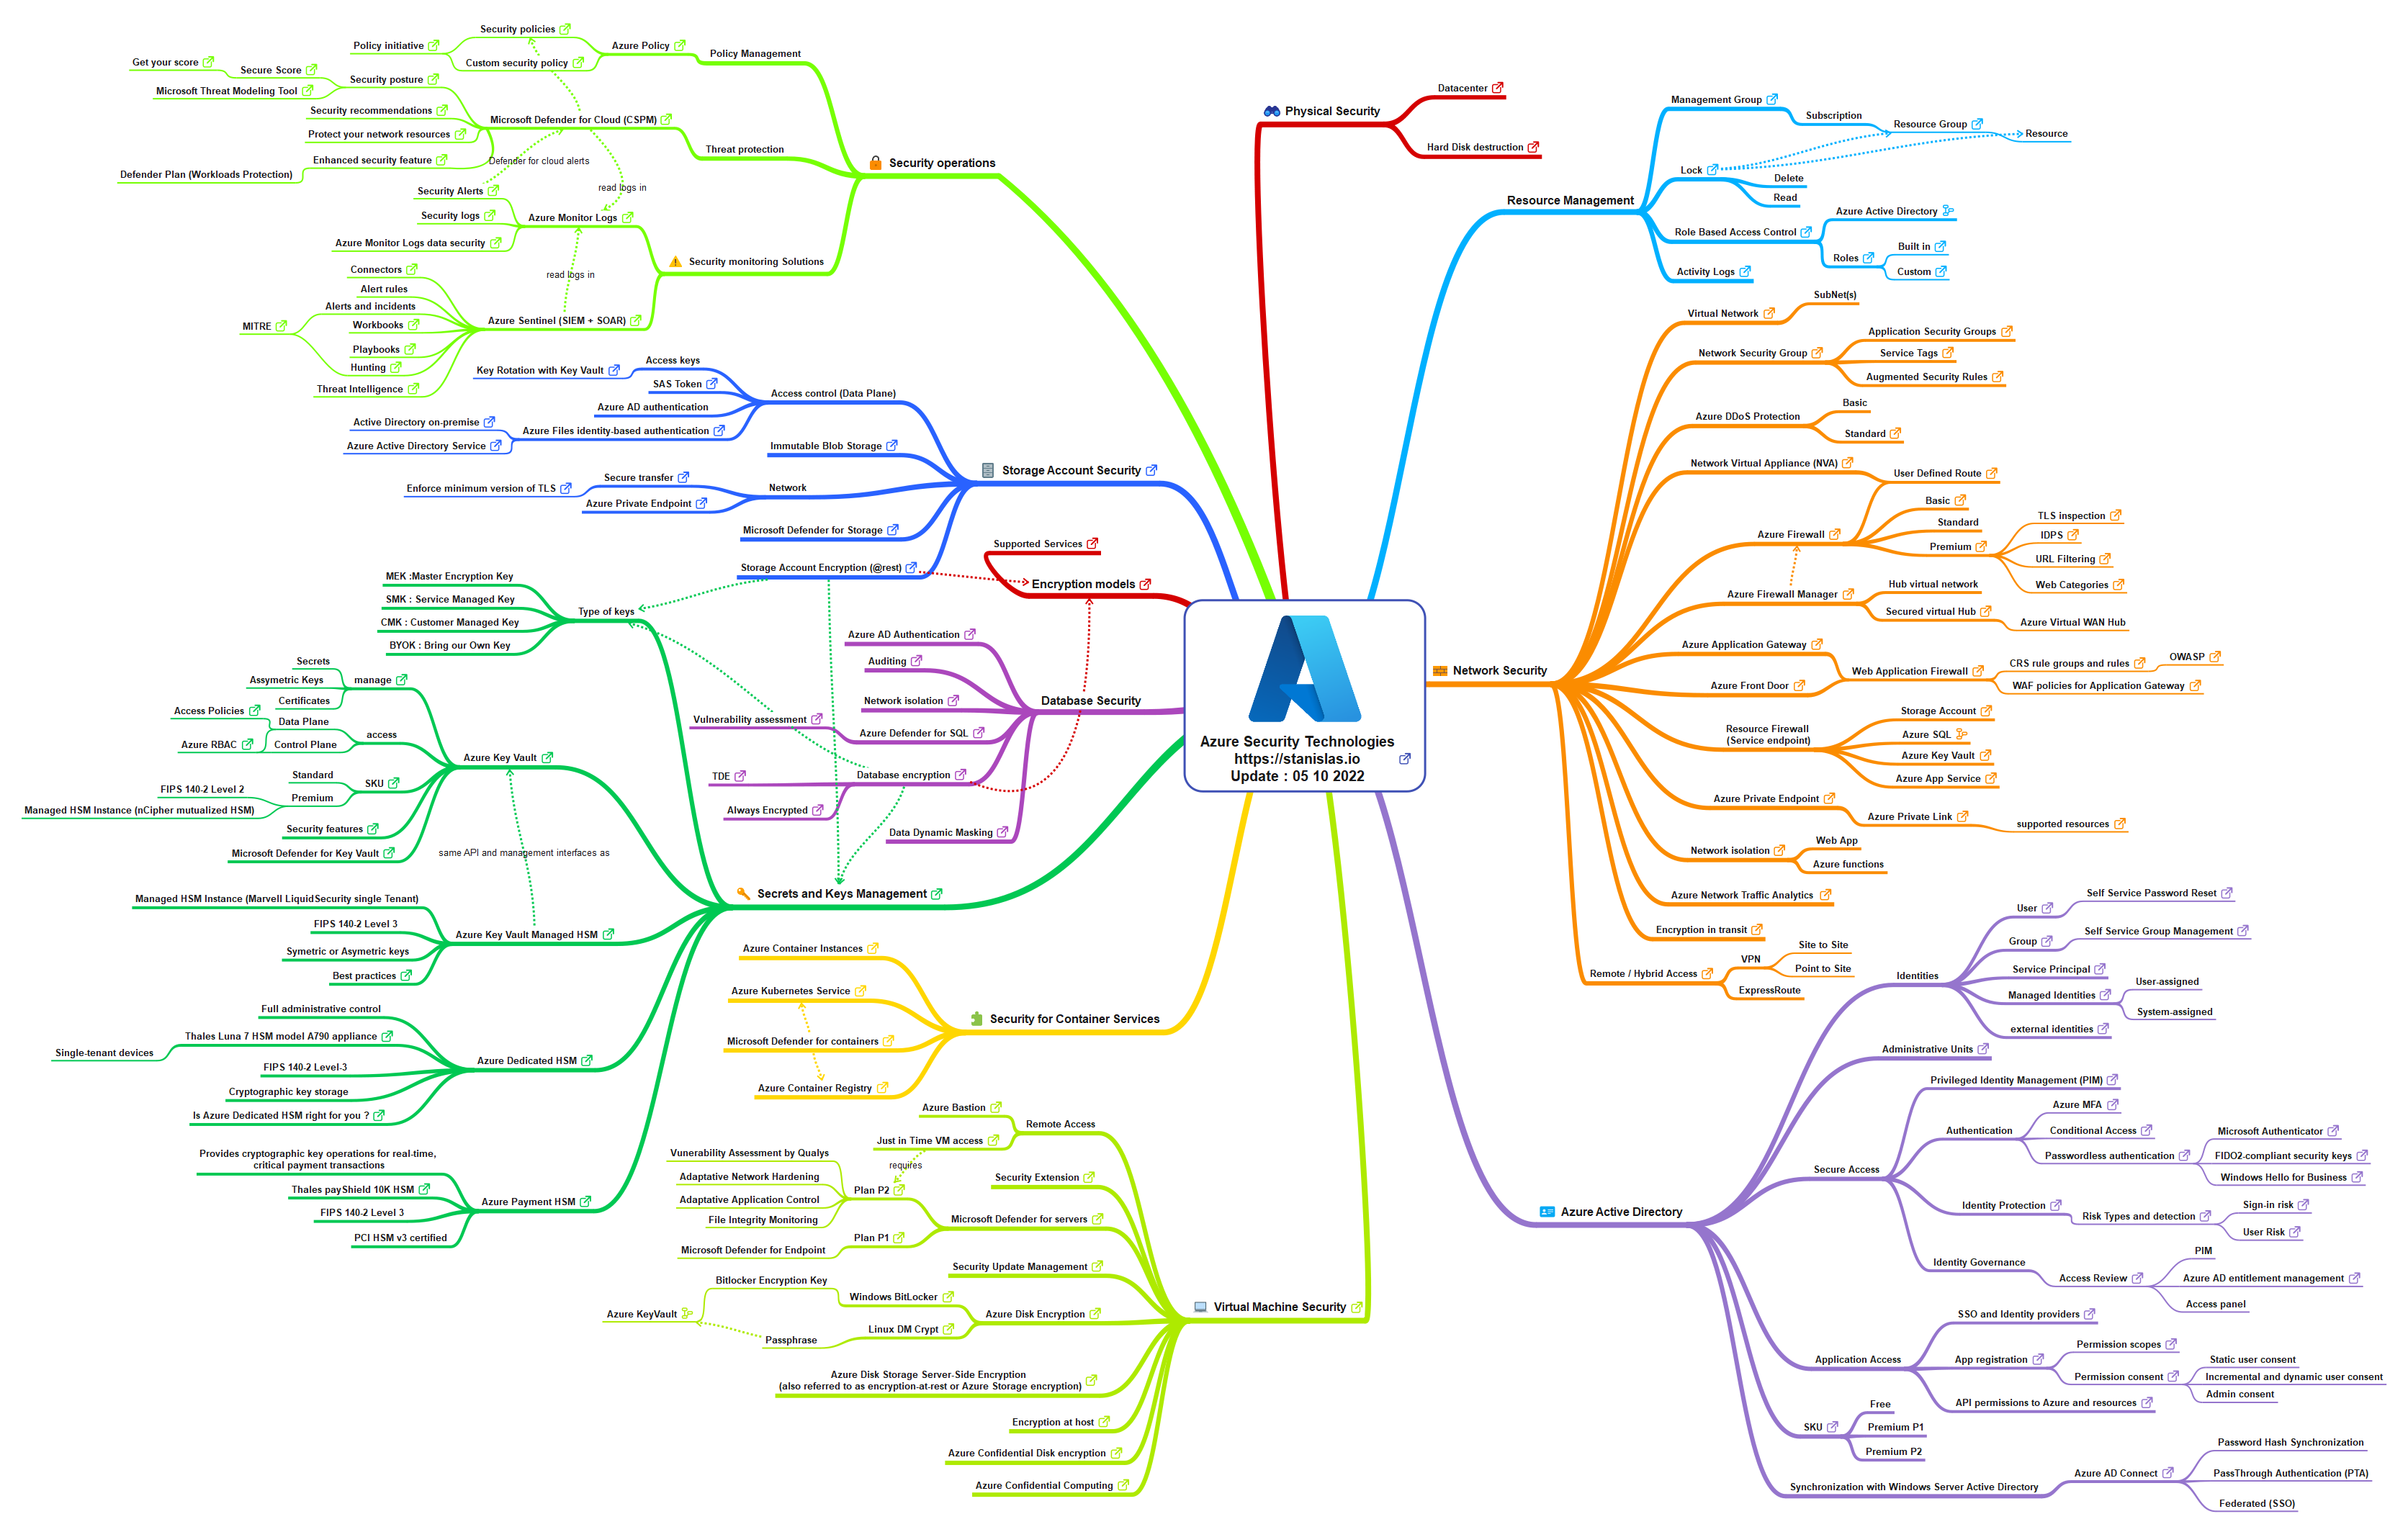 Azure Security Technologies
https://stanislas.io
Update : 05 10 2022
Security operations
Policy Management
Azure Policy
Security policies
Custom security policy
Policy initiative
Threat protection
Microsoft Defender for Cloud (CSPM)
Security posture
Secure Score
Get your score
Microsoft Threat Modeling Tool
Security recommendations
Protect your network resources
Enhanced security feature
Defender Plan (Workloads Protection)
Defender for cloud alerts
read logs in
Security monitoring Solutions
Azure Monitor Logs
Security Alerts
Security logs
Azure Monitor Logs data security
read logs in
Azure Sentinel (SIEM + SOAR)
Connectors
Alert rules
Alerts and incidents
MITRE
Workbooks
Playbooks
Hunting
Threat Intelligence
Storage Account Security
Access control (Data Plane)
Access keys
Key Rotation with Key Vault
SAS Token
Azure AD authentication
Azure Files identity-based authentication
Active Directory on-premise
Azure Active Directory Service
Immutable Blob Storage
Network
Secure transfer
Enforce minimum version of TLS
Azure Private Endpoint
Microsoft Defender for Storage
Storage Account Encryption (@rest)
Encryption models
Supported Services
Database Security
Azure AD Authentication
Auditing
Network isolation
Azure Defender for SQL
Vulnerability assessment
Database encryption
TDE
Always Encrypted
Data Dynamic Masking
Secrets and Keys Management
Type of keys
MEK :Master Encryption Key
SMK : Service Managed Key
CMK : Customer Managed Key
BYOK : Bring our Own Key
Azure Key Vault
manage
Secrets
Assymetric Keys
Certificates
access
Data Plane
Access Policies
Control Plane
Azure RBAC
SKU
Standard
Premium
FIPS 140-2 Level 2
Managed HSM Instance (nCipher mutualized HSM)
Security features
Microsoft Defender for Key Vault
same API and management interfaces as
Azure Key Vault Managed HSM
Managed HSM Instance (Marvell LiquidSecurity single Tenant)
FIPS 140-2 Level 3
Symetric or Asymetric keys
Best practices
Azure Dedicated HSM
Full administrative control
Thales Luna 7 HSM model A790 appliance
Single-tenant devices
FIPS 140-2 Level-3
Cryptographic key storage
Is Azure Dedicated HSM right for you ?
Azure Payment HSM
Provides cryptographic key operations for real-time,
critical payment transactions
Thales payShield 10K HSM
FIPS 140-2 Level 3
PCI HSM v3 certified
Security for Container Services
Azure Container Instances
Azure Kubernetes Service
Microsoft Defender for containers
Azure Container Registry
Virtual Machine Security
Remote Access
Azure Bastion
Just in Time VM access
requires
Security Extension
Microsoft Defender for servers
Plan P2
Vunerability Assessment by Qualys
Adaptative Network Hardening
Adaptative Application Control
File Integrity Monitoring
Plan P1
Microsoft Defender for Endpoint
Security Update Management
Azure Disk Encryption
Windows BitLocker
Bitlocker Encryption Key
Azure KeyVault
Linux DM Crypt
Passphrase
Azure Disk Storage Server-Side Encryption
(also referred to as encryption-at-rest or Azure Storage encryption)
Encryption at host
Azure Confidential Disk encryption
Azure Confidential Computing
Physical Security
Datacenter
Hard Disk destruction
Resource Management
Management Group
Subscription
Resource Group
Resource
Lock
Delete
Read
Role Based Access Control
Azure Active Directory
Roles
Built in
Custom
Activity Logs
Network Security
Virtual Network
SubNet(s)
Network Security Group
Application Security Groups
Service Tags
Augmented Security Rules
Azure DDoS Protection
Basic
Standard
Network Virtual Appliance (NVA)
User Defined Route
Azure Firewall
Basic
Standard
Premium
TLS inspection
IDPS
URL Filtering
Web Categories
Azure Firewall Manager
Hub virtual network
Secured virtual Hub
Azure Virtual WAN Hub
Azure Application Gateway
Azure Front Door
Web Application Firewall
CRS rule groups and rules
OWASP
WAF policies for Application Gateway
Resource Firewall
(Service endpoint)
Storage Account
Azure SQL
Azure Key Vault
Azure App Service
Azure Private Endpoint
Azure Private Link
supported resources
Network isolation
Web App
Azure functions
Azure Network Traffic Analytics
Encryption in transit
Remote / Hybrid Access
VPN
Site to Site
Point to Site
ExpressRoute
Azure Active Directory
Identities
User
Self Service Password Reset
Group
Self Service Group Management
Service Principal
Managed Identities
User-assigned
System-assigned
external identities
Administrative Units
Secure Access
Privileged Identity Management (PIM)
Authentication
Azure MFA
Conditional Access
Passwordless authentication
Microsoft Authenticator
FIDO2-compliant security keys
Windows Hello for Business
Identity Protection
Risk Types and detection
Sign-in risk
User Risk
Identity Governance
Access Review
PIM
Azure AD entitlement management
Access panel
Application Access
SSO and Identity providers
App registration
Permission scopes
Permission consent
Static user consent
Incremental and dynamic user consent
Admin consent
API permissions to Azure and resources
SKU
Free
Premium P1
Premium P2
Synchronization with Windows Server Active Directory
Azure AD Connect
Password Hash Synchronization
PassThrough Authentication (PTA)
Federated (SSO)